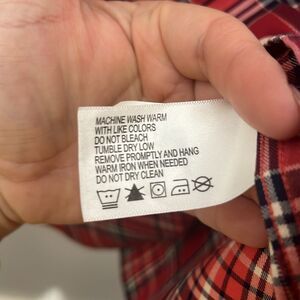 MACHINE WASH WARM
WITH LIKE COLORS
DO NOT BLEACH
TUMBLE DRY LOW
REMOVE PROMPTLY AND HANG
WARM IRON WHEN NEEDED
DO NOT DRY CLEAN